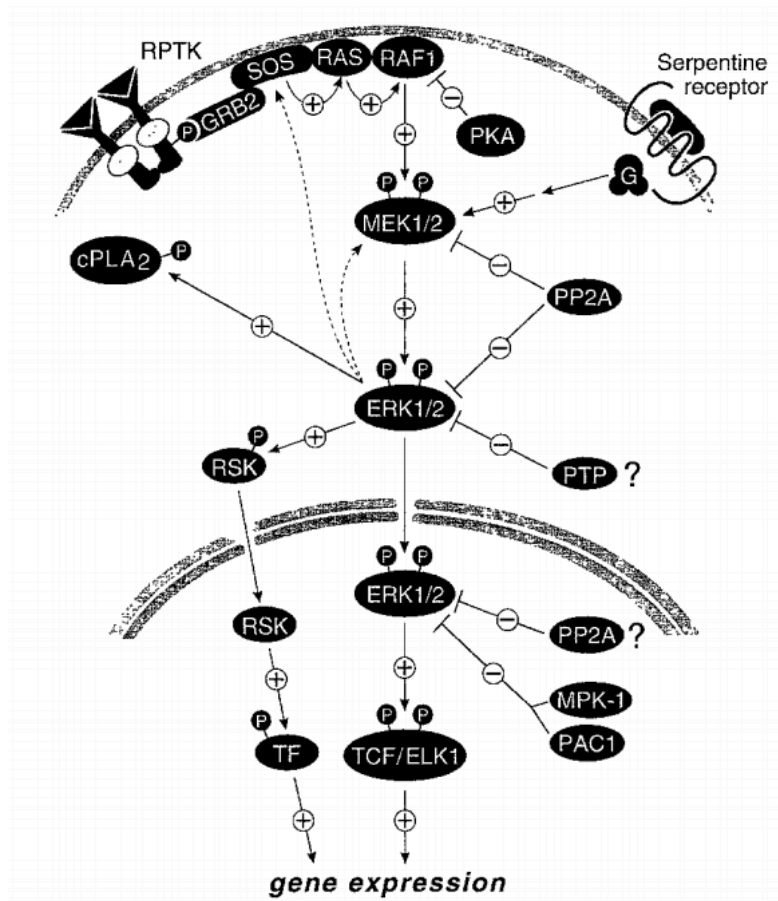 RPTK
SOS
RAS
RAF1
Serpentine
receptor
P
GRB2
+
+
−
PKA
+
G
P
P
+
MEK1/2
cPLA2
P
−
PP2A
+
+
−
P
P
ERK1/2
P
+
−
RSK
PTP ?
P
P
ERK1/2
RSK
−
PP2A ?
+
+
−
MPK-1
P
P
P
PAC1
TF
TCF/ELK1
+
+
gene expression